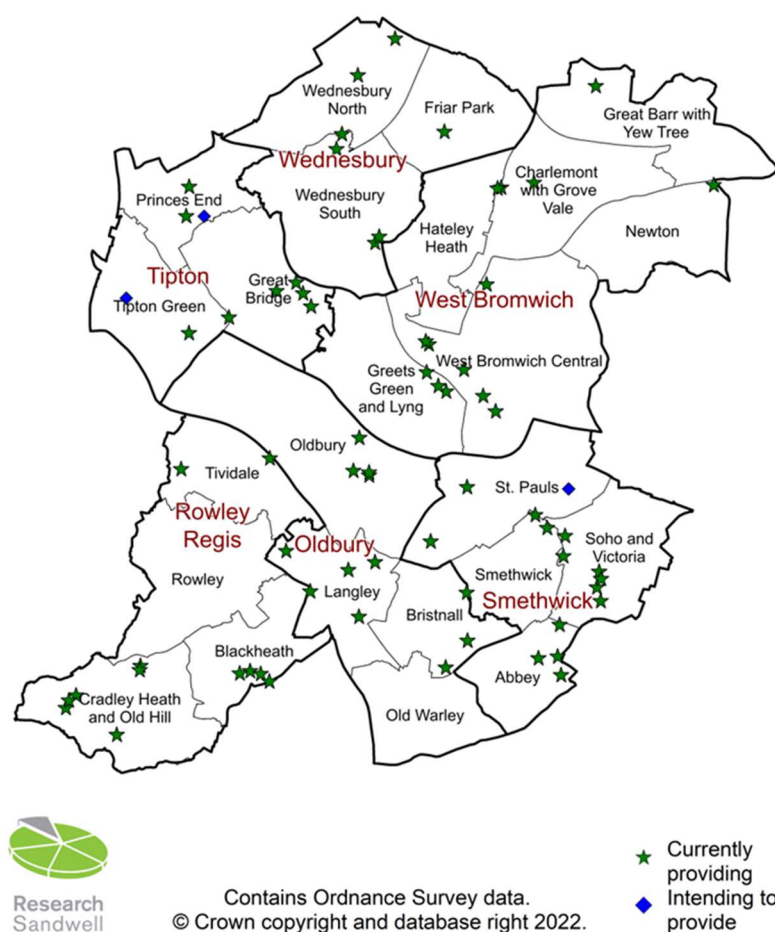 Wednesbury
North
Friar Park
Great Barr with
Yew Tree
Wednesbury
Charlemont
with Grove
Vale
Princes End
Wednesbury
South
Hateley
Heath
Newton
Tipton
Great
Bridge
West Bromwich
Tipton Green
West Bromwich Central
Greets
Green
and Lyng
Oldbury
Tividale
St. Pauls
Rowley
Regis
Oldbury
Soho and
Victoria
Rowley
Smethwick
Langley
Smethwick
Bristnall
Blackheath
Abbey
Cradley Heath
and Old Hill
Old Warley
Research
Sandwell
Contains Ordnance Survey data.
© Crown copyright and database right 2022.
Currently
providing
Intending to
provide